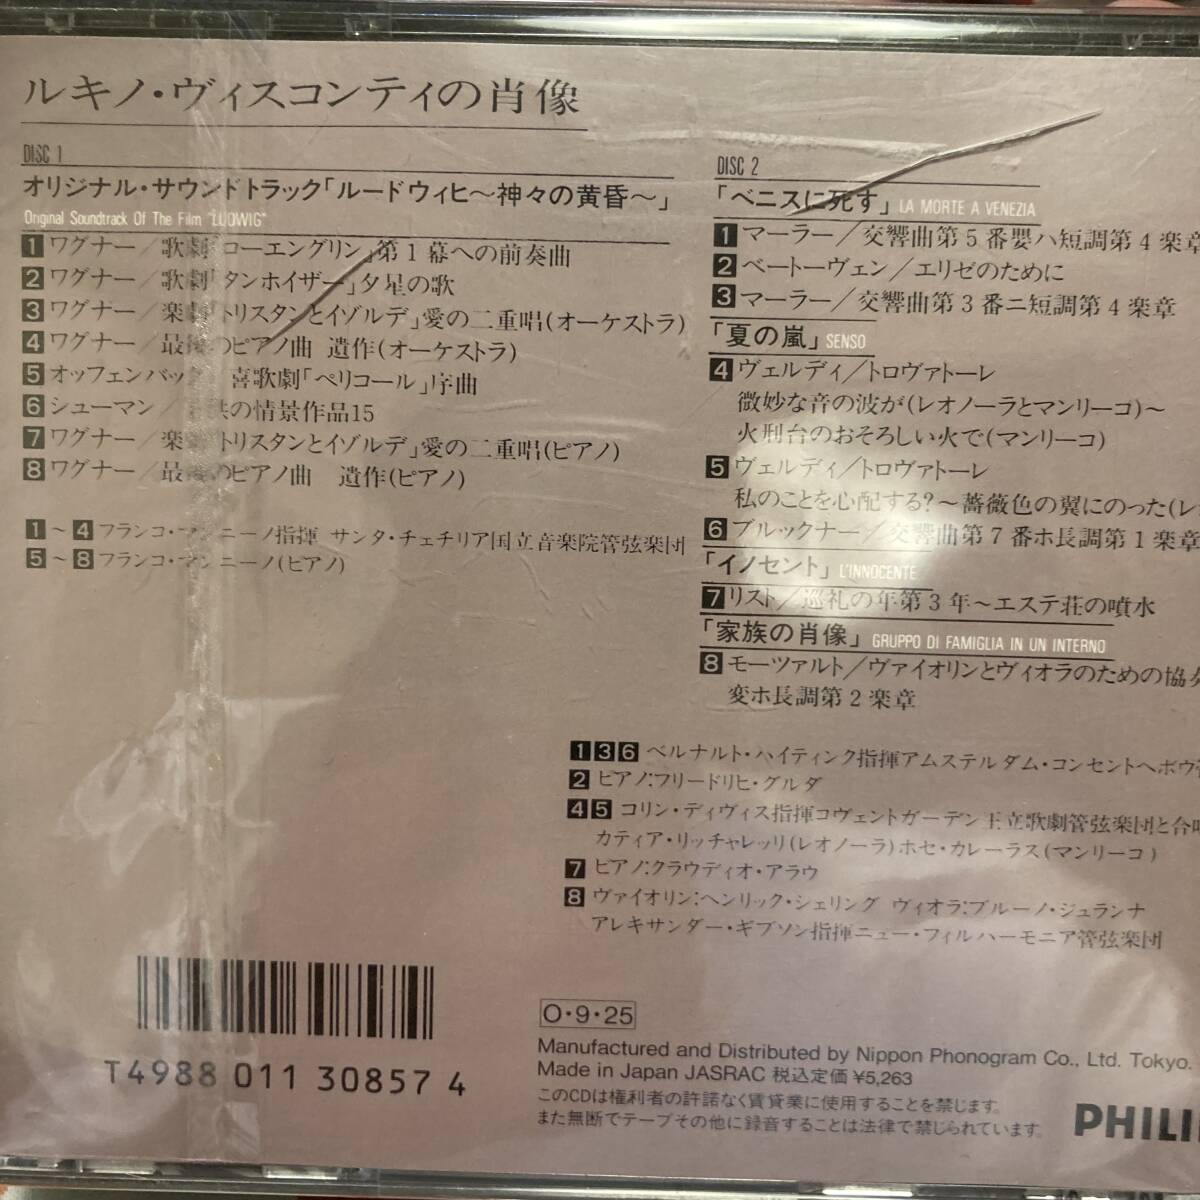 ルキノ・ヴィスコンティの肖像
DISC 1
オリジナル・サウンドトラック「ルードウィヒ〜神々の黄昏〜」
Original Soundtrack Of The Film "LUDWIG"
1 ワグナー／歌劇「ローエングリン」第1幕への前奏曲
2 ワグナー／歌劇「タンホイザー」夕星の歌
3 ワグナー／楽劇「トリスタンとイゾルデ」愛の二重唱(オーケストラ)
4 ワグナー／最後のピアノ曲 遺作(オーケストラ)
5 オッフェンバック 喜歌劇「ペリコール」序曲
6 シューマン／ の情景作品15
7 ワグナー／楽劇「トリスタンとイゾルデ」愛の二重唱(ピアノ)
8 ワグナー／最後のピアノ曲 遺作(ピアノ)
1〜4 フランコ・マンニーノ指揮 サンタ・チェチリア国立音楽院管弦楽団
5〜8 フランコ・マンニーノ(ピアノ)
DISC 2
「ベニスに死す」 LA MORTE A VENEZIA
1 マーラー／交響曲第5番嬰ハ短調第4楽章
2 ベートーヴェン／エリゼのために
3 マーラー／交響曲第3番ニ短調第4楽章
「夏の嵐」 SENSO
4 ヴェルディ／トロヴァトーレ
微妙な音の波が(レオノーラとマンリーコ)〜
火刑台のおそろしい火で(マンリーコ)
5 ヴェルディ／トロヴァトーレ
私のことを心配する?〜薔薇色の翼にのった(レ
6 ブルックナー／交響曲第7番ホ長調第1楽章
「イノセント」 L'INNOCENTE
7 リスト／巡礼の年第3年〜エステ荘の噴水
「家族の肖像」 GRUPPO DI FAMIGLIA IN UN INTERNO
8 モーツァルト／ヴァイオリンとヴィオラのための協奏
変ホ長調第2楽章
1 3 6 ベルナルト・ハイティンク指揮アムステルダム・コンセントヘボウ管
2 ピアノ:フリードリヒ・グルダ
4 5 コリン・ディヴィス指揮コヴェントガーデン王立歌劇管弦楽団と合唱
カティア・リッチャレッリ(レオノーラ)ホセ・カレーラス(マンリーコ)
7 ピアノ:クラウディオ・アラウ
8 ヴァイオリン:ヘンリック・シェリング ヴィオラ:ブルーノ・ジュランナ
アレキサンダー・ギブソン指揮ニュー・フィルハーモニア管弦楽団
T4988 011 30857 4
O・9・25
Manufactured and Distributed by Nippon Phonogram Co., Ltd. Tokyo.
Made in Japan JASRAC 税込定価 ¥5,263
このCDは権利者の許諾なく賃貸業に使用することを禁じます。
また無断でテープその他に録音することは法律で禁じられています。
PHILI